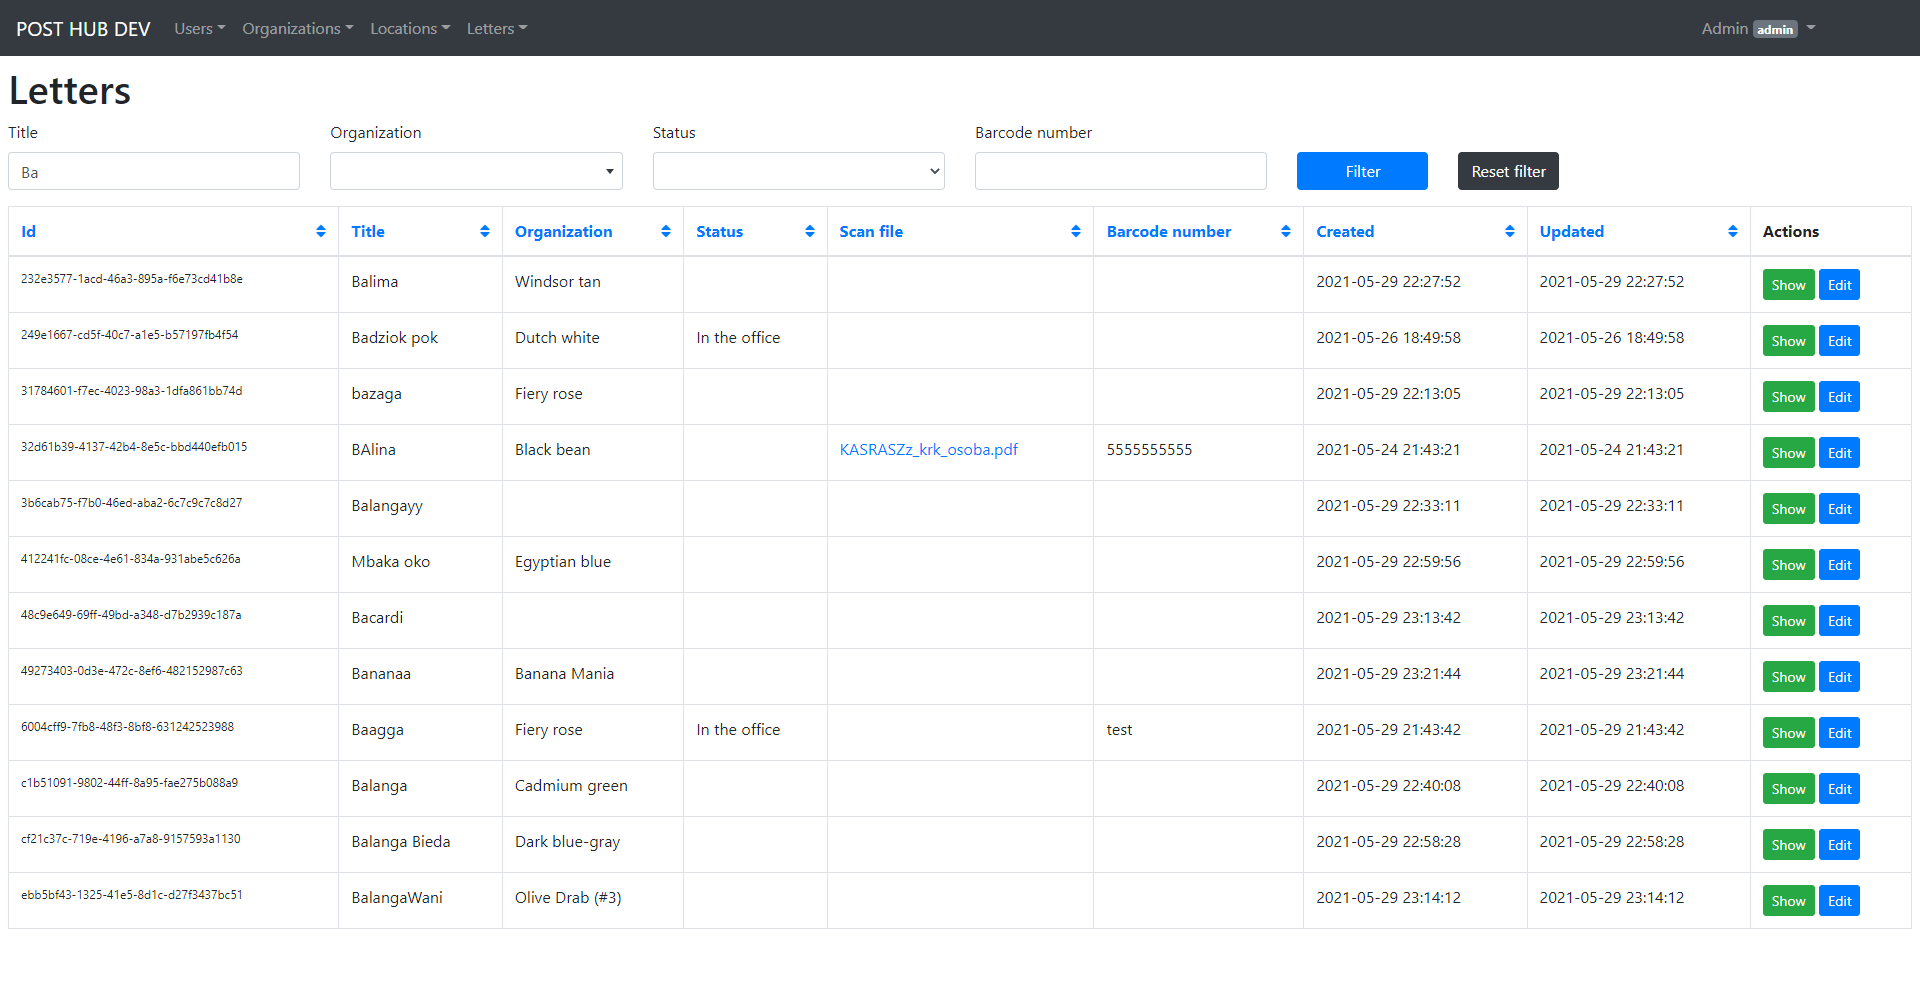 POST HUB DEV Users Organizations Locations Letters Admin admin
Letters
Title Organization Status Barcode number
Ba Filter Reset filter
Id Title Organization Status Scan file Barcode number Created Updated Actions
232e3577-1acd-46a3-895a-f6e73cd41b8e Balima Windsor tan 2021-05-29 22:27:52 2021-05-29 22:27:52 Show Edit
249e1667-cd5f-40c7-a1e5-b57197fb4f54 Badziok pok Dutch white In the office 2021-05-26 18:49:58 2021-05-26 18:49:58 Show Edit
31784601-f7ec-4023-98a3-1dfa861bb74d bazaga Fiery rose 2021-05-29 22:13:05 2021-05-29 22:13:05 Show Edit
32d61b39-4137-42b4-8e5c-bbd440efb015 BAlina Black bean KASRASZz_krk_osoba.pdf 5555555555 2021-05-24 21:43:21 2021-05-24 21:43:21 Show Edit
3b6cab75-f7b0-46ed-aba2-6c7c9c7c8d27 Balangayy 2021-05-29 22:33:11 2021-05-29 22:33:11 Show Edit
412241fc-08ce-4e61-834a-931abe5c626a Mbaka oko Egyptian blue 2021-05-29 22:59:56 2021-05-29 22:59:56 Show Edit
48c9e649-69ff-49bd-a348-d7b2939c187a Bacardi 2021-05-29 23:13:42 2021-05-29 23:13:42 Show Edit
49273403-0d3e-472c-8ef6-482152987c63 Bananaa Banana Mania 2021-05-29 23:21:44 2021-05-29 23:21:44 Show Edit
6004cff9-7fb8-48f3-8bf8-631242523988 Baagga Fiery rose In the office test 2021-05-29 21:43:42 2021-05-29 21:43:42 Show Edit
c1b51091-9802-44ff-8a95-fae275b088a9 Balanga Cadmium green 2021-05-29 22:40:08 2021-05-29 22:40:08 Show Edit
cf21c37c-719e-4196-a7a8-9157593a1130 Balanga Bieda Dark blue-gray 2021-05-29 22:58:28 2021-05-29 22:58:28 Show Edit
ebb5bf43-1325-41e5-8d1c-d27f3437bc51 BalangaWani Olive Drab (#3) 2021-05-29 23:14:12 2021-05-29 23:14:12 Show Edit